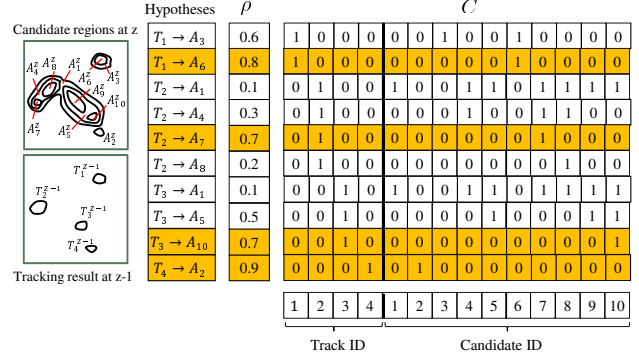 Hypotheses ρ C
Candidate regions at z
A_8^z
A_4^z A_1^z
A_6^z A_3^z
A_9^z
A_10^z
A_7^z A_5^z A_2^z
T_1^{z-1}
T_2^{z-1}
T_3^{z-1}
T_4^{z-1}
Tracking result at z-1
T_1 → A_3 0.6 1 0 0 0 0 0 1 0 0 1 0 0 0 0
T_1 → A_6 0.8 1 0 0 0 0 0 0 0 0 1 0 0 0 0
T_2 → A_1 0.1 0 1 0 0 1 0 0 1 1 0 1 1 1 1
T_2 → A_4 0.3 0 1 0 0 0 0 0 1 0 0 1 1 0 0
T_2 → A_7 0.7 0 1 0 0 0 0 0 0 0 0 1 0 0 0
T_2 → A_8 0.2 0 1 0 0 0 0 0 0 0 0 0 1 0 0
T_3 → A_1 0.1 0 0 1 0 1 0 0 1 1 0 1 1 1 1
T_3 → A_5 0.5 0 0 1 0 0 0 0 0 1 0 0 0 1 1
T_3 → A_10 0.7 0 0 1 0 0 0 0 0 0 0 0 0 0 1
T_4 → A_2 0.9 0 0 0 1 0 1 0 0 0 0 0 0 0 0
1 2 3 4 1 2 3 4 5 6 7 8 9 10
Track ID Candidate ID